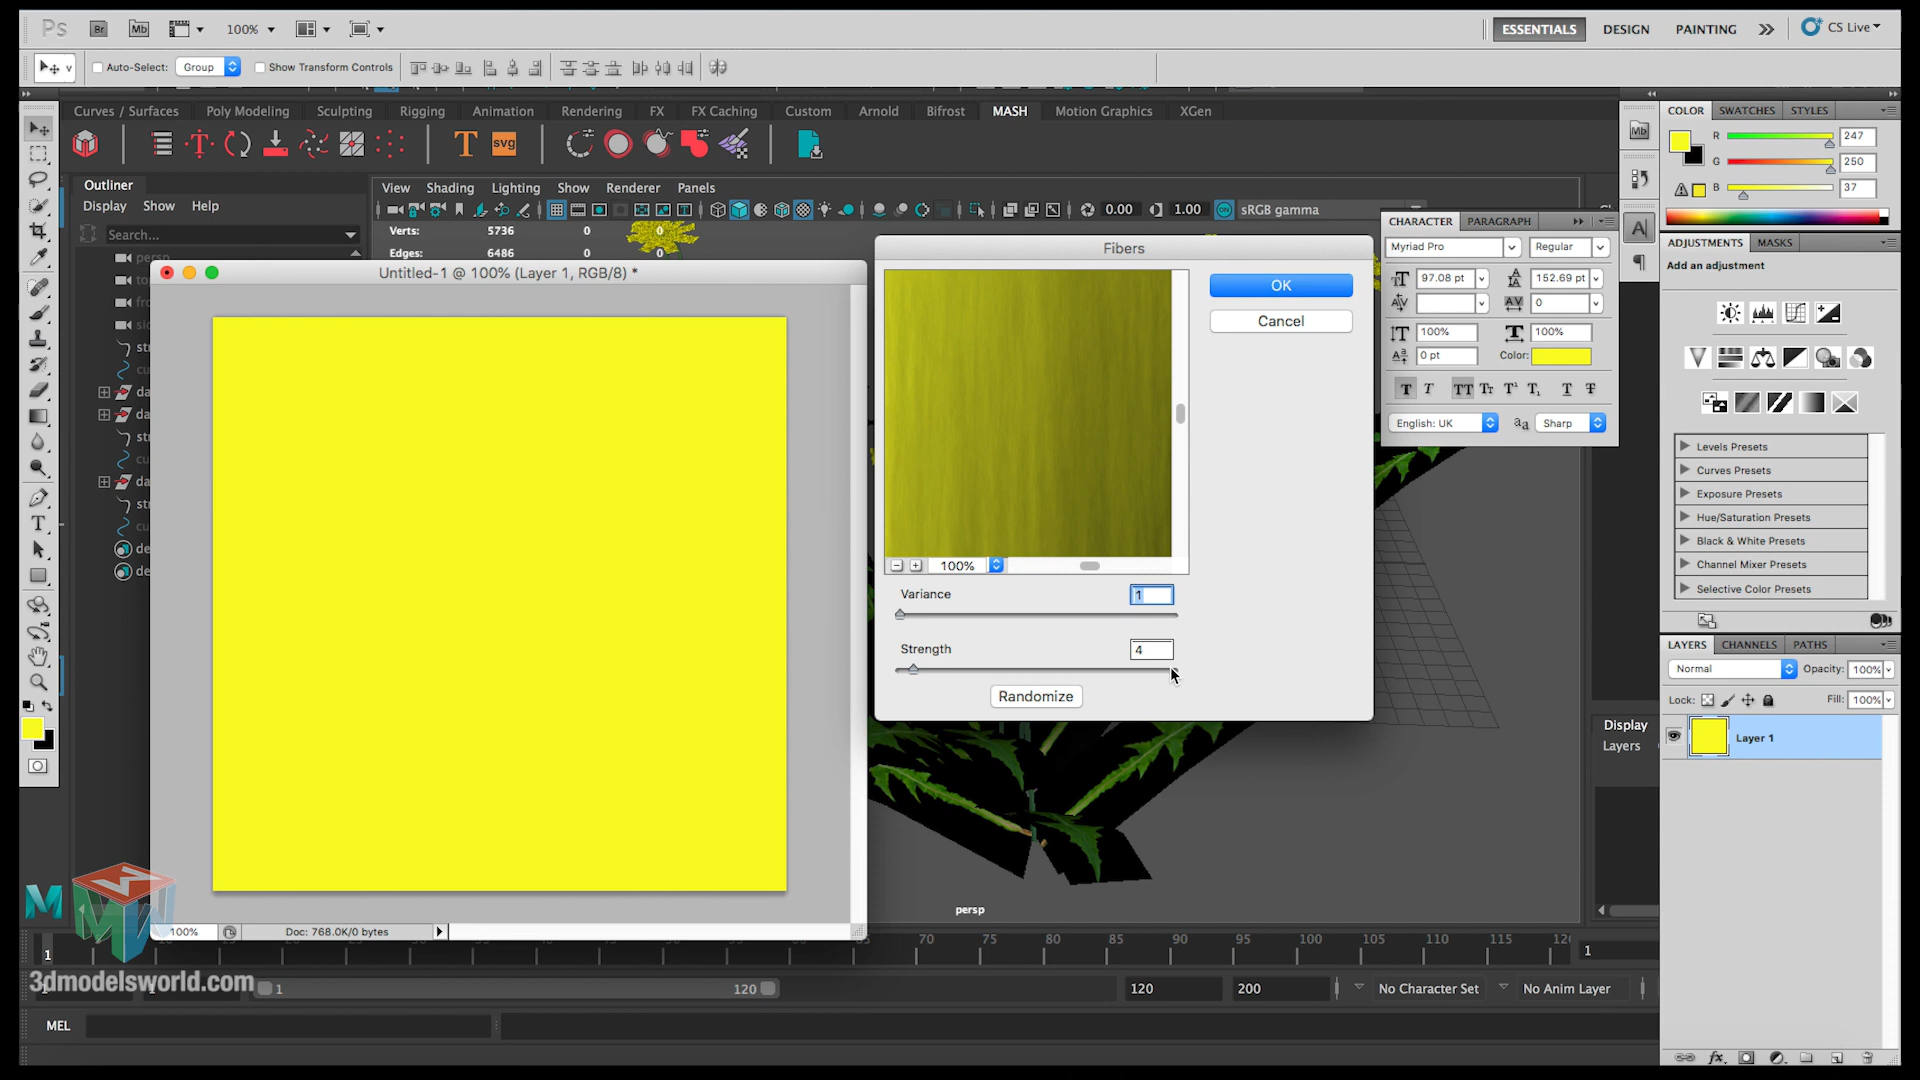 Ps Br Mb 100% ESSENTIALS DESIGN PAINTING CS Live
Auto-Select: Group Show Transform Controls
Curves / Surfaces Poly Modeling Sculpting Rigging Animation Rendering FX FX Caching Custom Arnold Bifrost MASH Motion Graphics XGen
T svg
Outliner
Display Show Help
Search...
View Shading Lighting Show Renderer Panels
0.00 1.00 ON sRGB gamma
Verts: 5736 0 0
Edges: 6486 0 0
persp
Untitled-1 @ 100% (Layer 1, RGB/8) *
100% Doc: 768.0K/0 bytes
Fibers
OK
Cancel
100%
Variance 1
Strength 4
Randomize
COLOR SWATCHES STYLES
R 247
G 250
B 37
CHARACTER PARAGRAPH
Myriad Pro Regular
97.08 pt 152.69 pt
0
100% 100%
0 pt Color:
English: UK Sharp
ADJUSTMENTS MASKS
Add an adjustment
Levels Presets
Curves Presets
Exposure Presets
Hue/Saturation Presets
Black & White Presets
Channel Mixer Presets
Selective Color Presets
LAYERS CHANNELS PATHS
Normal Opacity: 100%
Lock: Fill: 100%
Layer 1
Display
Layers
persp
1 70 75 80 85 90 95 100 105 110 115 1
3dmodelsworld.com
1 120 120 200 No Character Set No Anim Layer
MEL